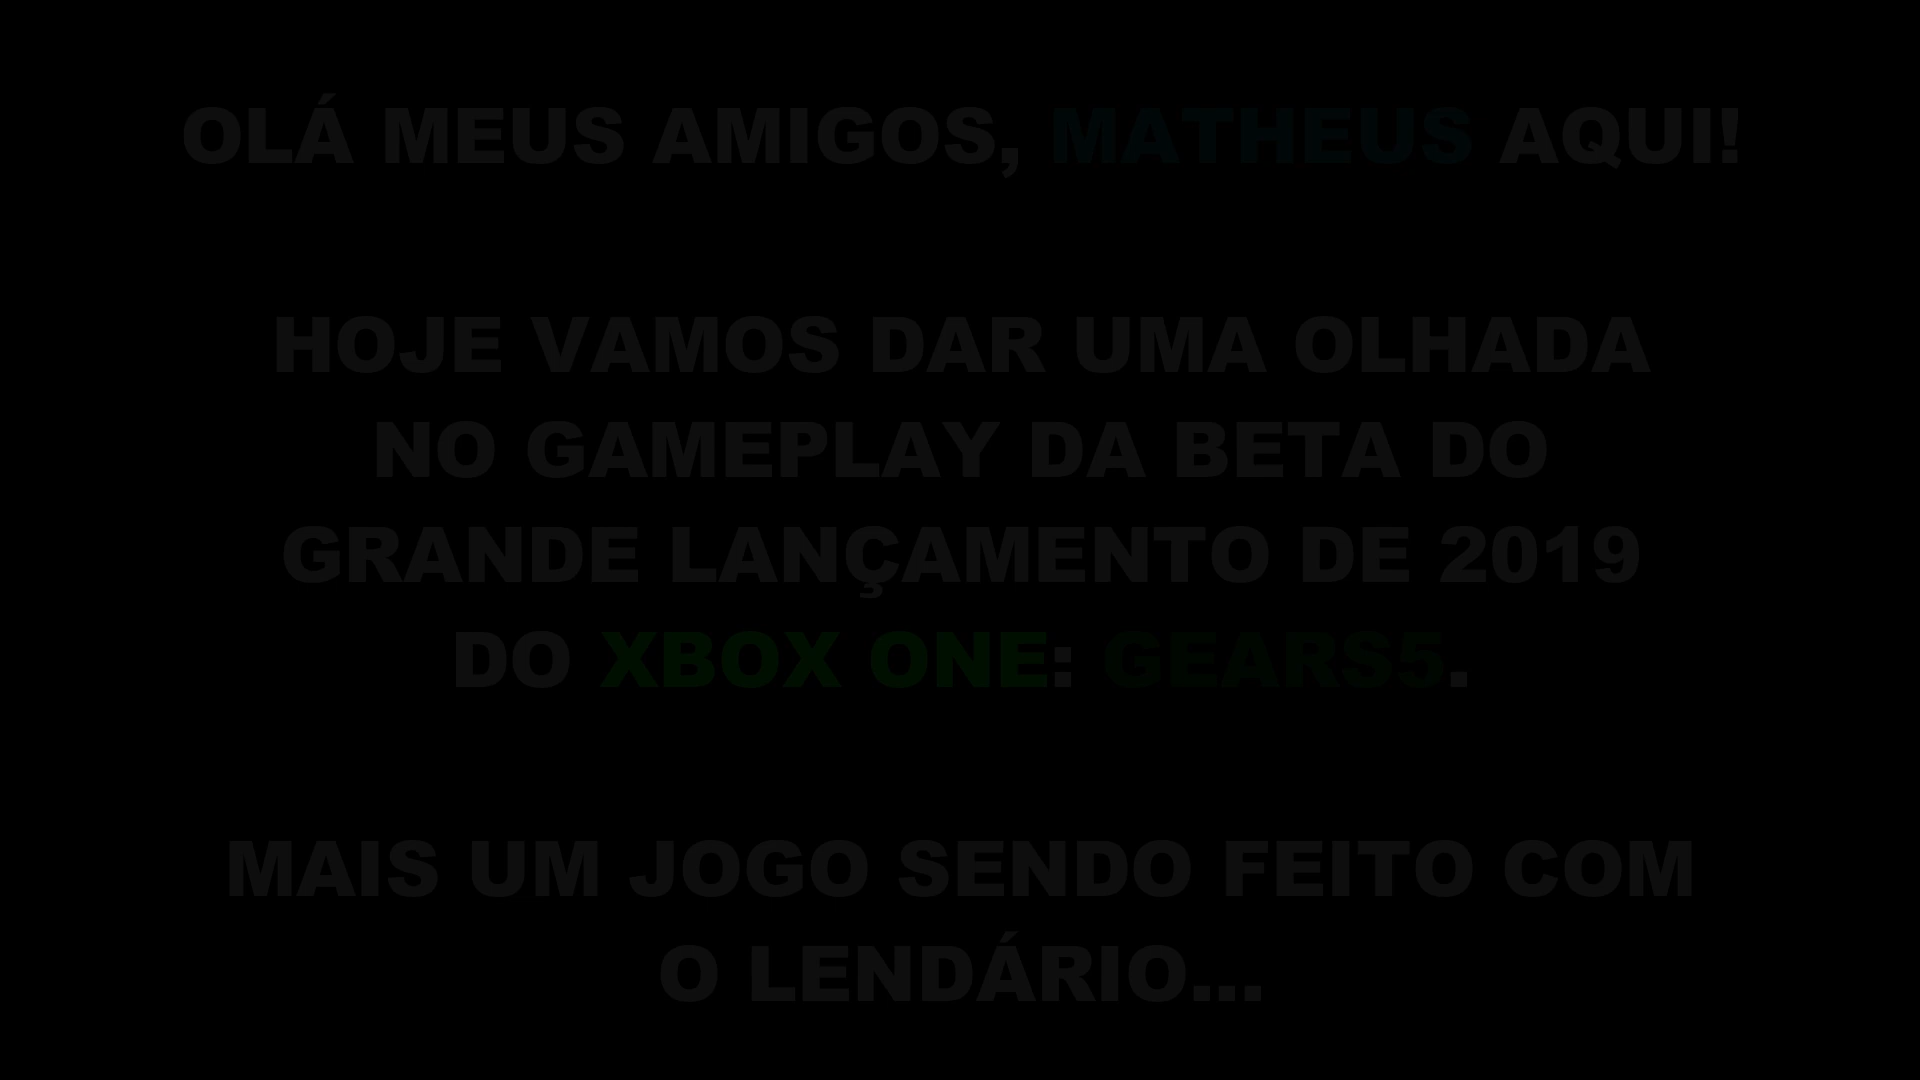 OLÁ MEUS AMIGOS, MATHEUS AQUI!
HOJE VAMOS DAR UMA OLHADA
NO GAMEPLAY DA BETA DO
GRANDE LANÇAMENTO DE 2019
DO XBOX ONE: GEARS5.
MAIS UM JOGO SENDO FEITO COM
O LENDÁRIO...